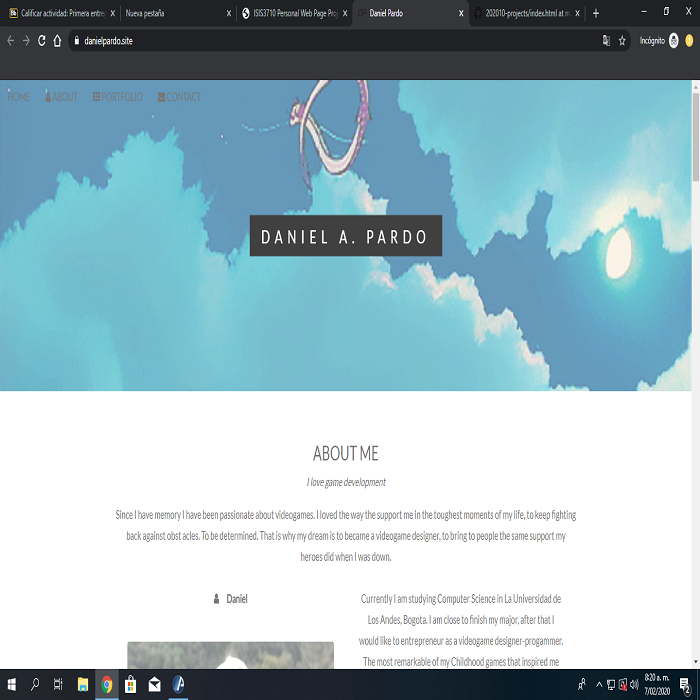 Calificar actividad: Primera entre
Nueva pestaña
ISIS3710 Personal Web Page Pro
Daniel Pardo
202010-projects/index.html at m
danielpardo.site
Incógnito
HOME
ABOUT
PORTFOLIO
CONTACT
DANIEL A. PARDO
ABOUT ME
I love game development
Since I have memory I have been passionate about videogames. I loved the way the support me in the toughest moments of my life, to keep fighting
back against obst acles. To be determined. That is why my dream is to became a videogame designer, to bring to people the same support my
heroes did when I was down.
Daniel
Currently I am studying Computer Science in La Universidad de
Los Andes, Bogota. I am close to finish my major, after that I
would like to entrepreneur as a videogame designer-progammer.
The most remarkable of my Childhood games that inspired me
8:20 a. m.
7/02/2020